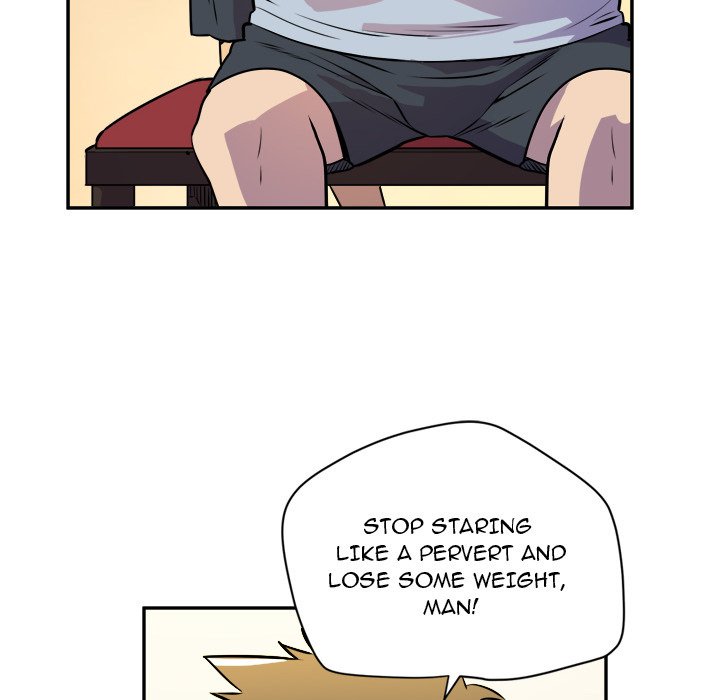 STOP STARING
LIKE A PERVERT AND
LOSE SOME WEIGHT,
MAN!